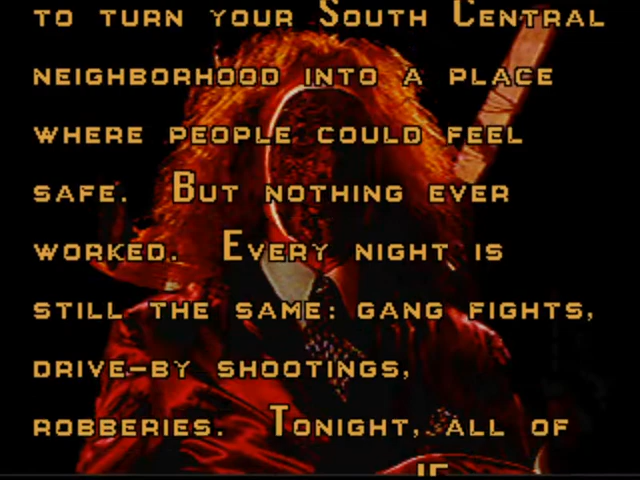 TO TURN YOUR SOUTH CENTRAL
NEIGHBORHOOD INTO A PLACE
WHERE PEOPLE COULD FEEL
SAFE. BUT NOTHING EVER
WORKED. EVERY NIGHT IS
STILL THE SAME: GANG FIGHTS,
DRIVE-BY SHOOTINGS,
ROBBERIES. TONIGHT, ALL OF